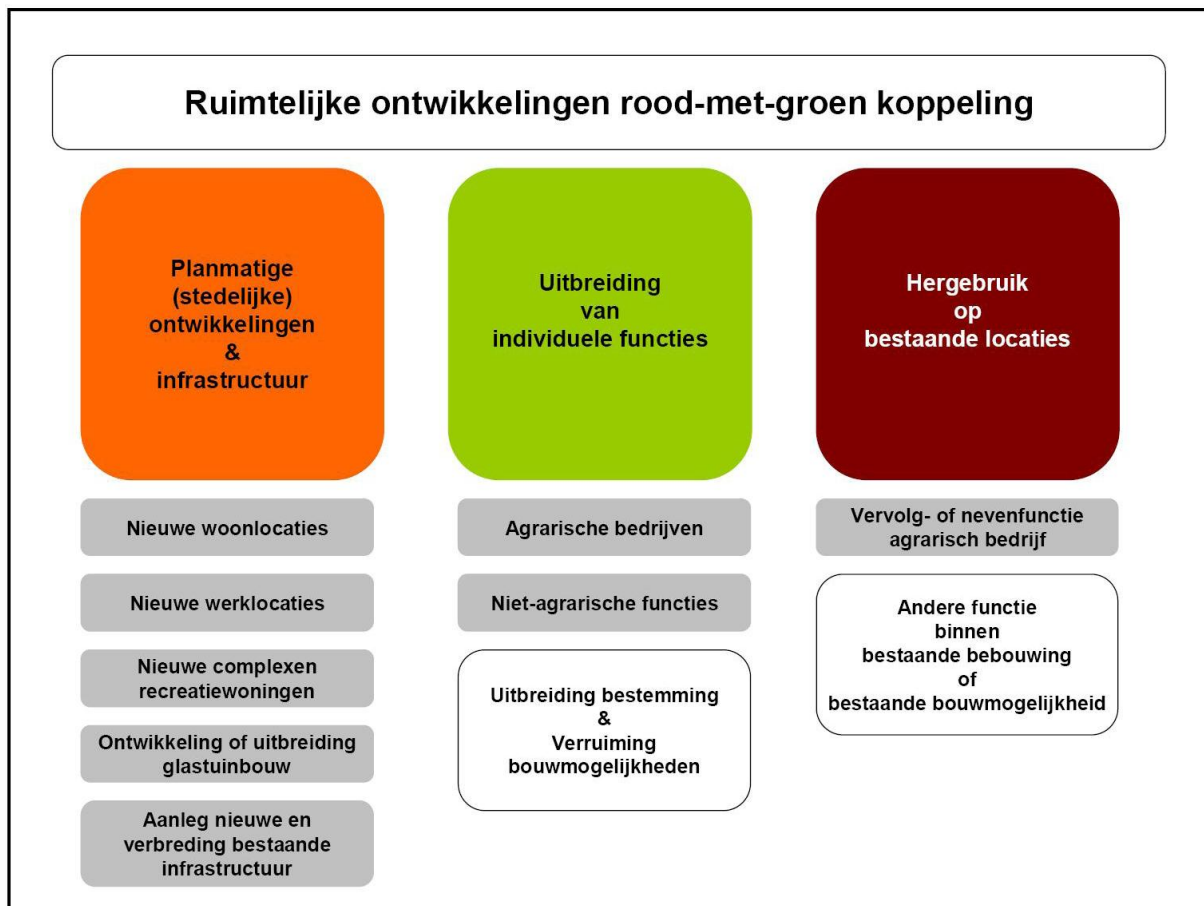 Ruimtelijke ontwikkelingen rood-met-groen koppeling
Planmatige
(stedelijke)
ontwikkelingen
&
infrastructuur
Nieuwe woonlocaties
Nieuwe werklocaties
Nieuwe complexen
recreatiewoningen
Ontwikkeling of uitbreiding
glastuinbouw
Aanleg nieuwe en
verbreding bestaande
infrastructuur
Uitbreiding
van
individuele functies
Agrarische bedrijven
Niet-agrarische functies
Uitbreiding bestemming
&
Verruiming
bouwmogelijkheden
Hergebruik
op
bestaande locaties
Vervolg- of nevenfunctie
agrarisch bedrijf
Andere functie
binnen
bestaande bebouwing
of
bestaande bouwmogelijkheid